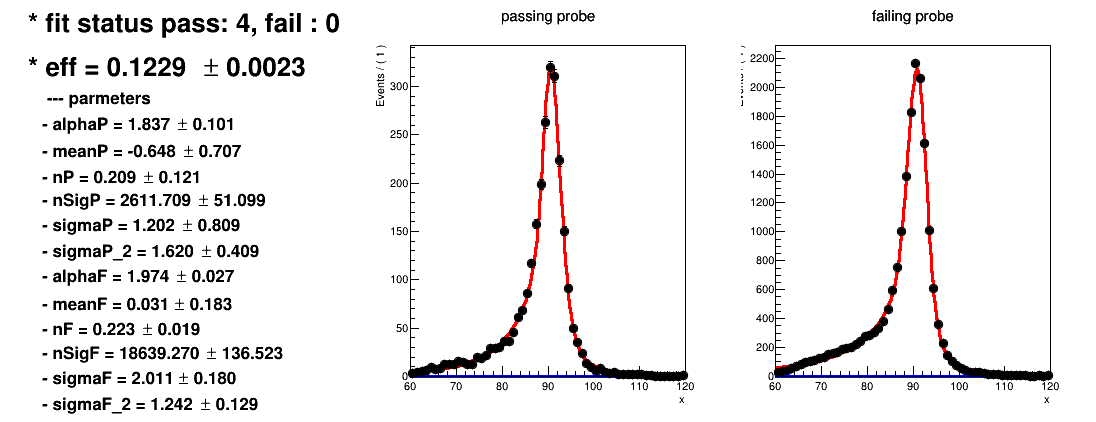 * fit status pass: 4, fail : 0
* eff = 0.1229 ± 0.0023
--- parmeters
- alphaP = 1.837 ± 0.101
- meanP = -0.648 ± 0.707
- nP = 0.209 ± 0.121
- nSigP = 2611.709 ± 51.099
- sigmaP = 1.202 ± 0.809
- sigmaP_2 = 1.620 ± 0.409
- alphaF = 1.974 ± 0.027
- meanF = 0.031 ± 0.183
- nF = 0.223 ± 0.019
- nSigF = 18639.270 ± 136.523
- sigmaF = 2.011 ± 0.180
- sigmaF_2 = 1.242 ± 0.129
passing probe
Events / ( 1 )
300
250
200
150
100
50
0
60 70 80 90 100 110 120
x
failing probe
Events / ( 1 )
2200
2000
1800
1600
1400
1200
1000
800
600
400
200
0
60 70 80 90 100 110 120
x